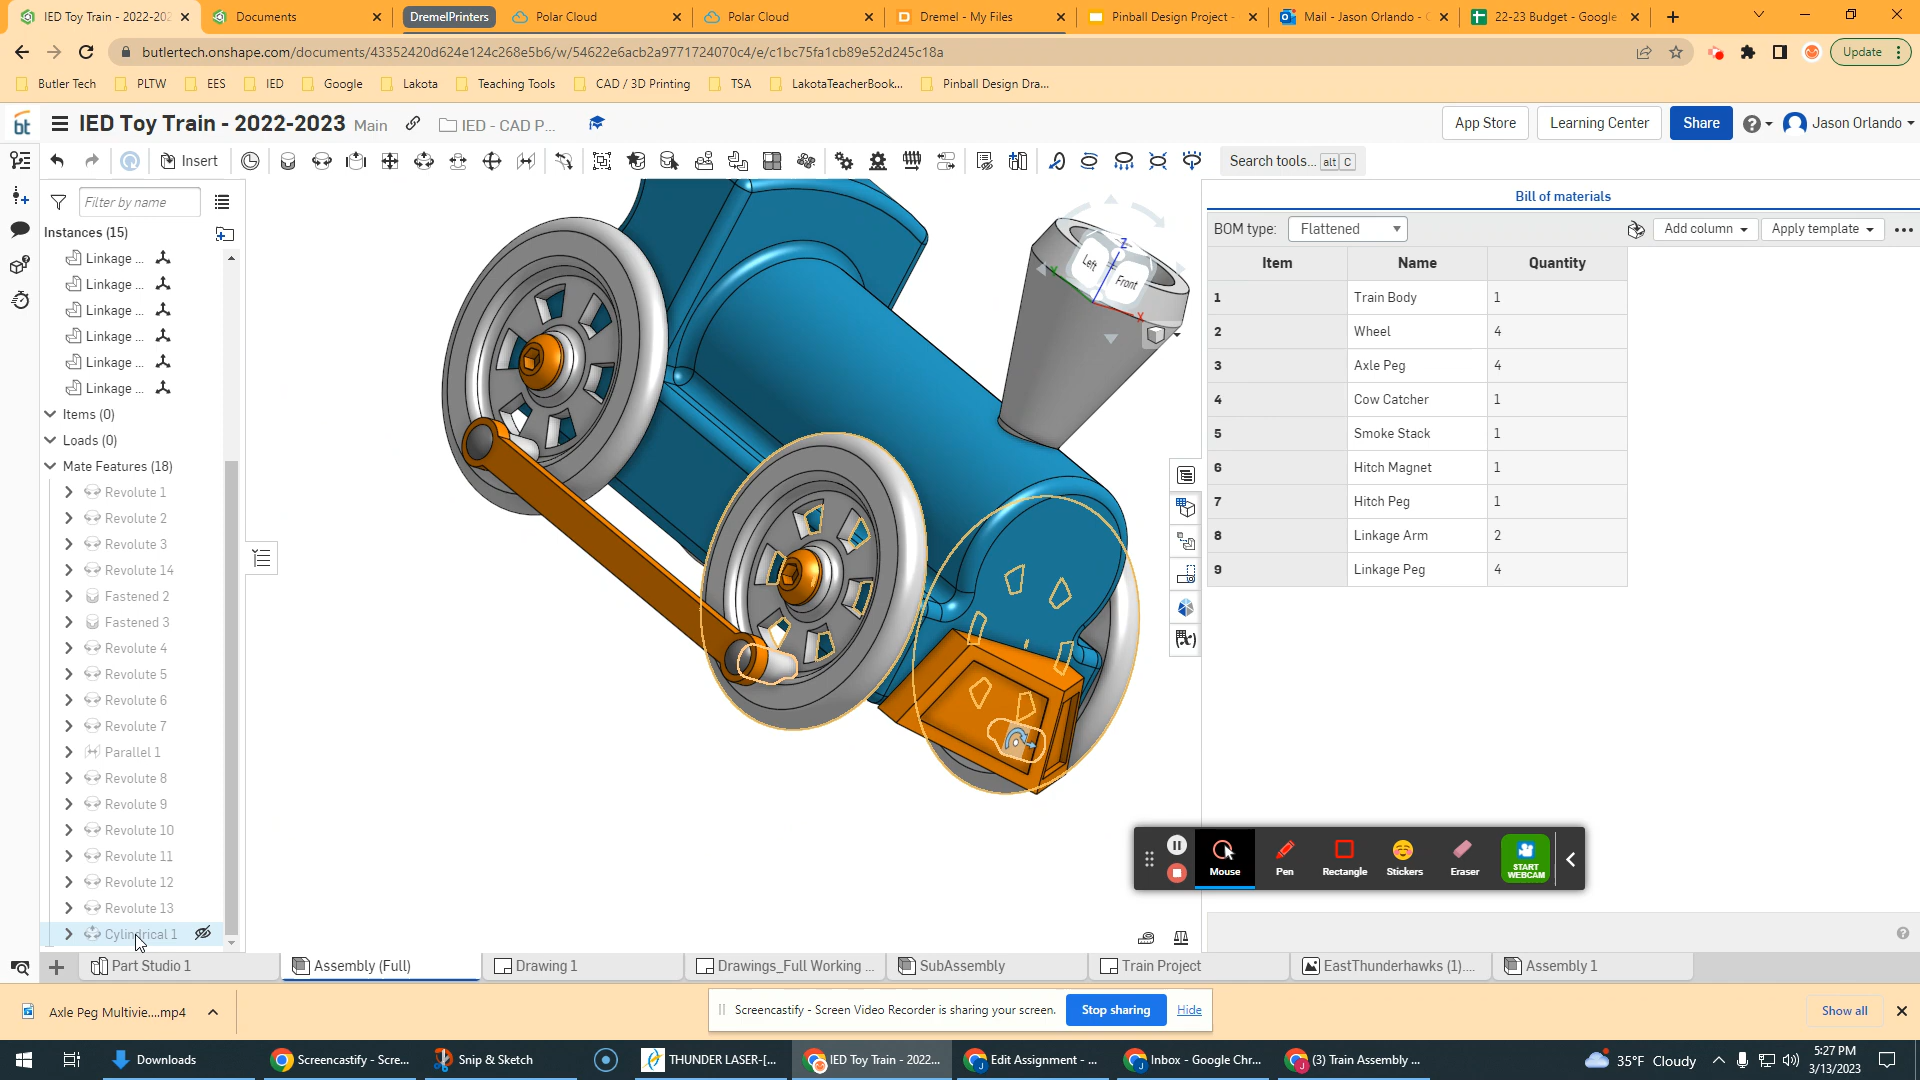 IED Toy Train - 2022-202
Documents
DremelPrinters
Polar Cloud
Polar Cloud
Dremel - My Files
Pinball Design Project -
Mail - Jason Orlando -
22-23 Budget - Google
butlertech.onshape.com/documents/43352420d624e124c268e5b6/w/54622e6acb2a9771724070c4/e/c1bc75fa1cb89e52d245c18a
Update
Butler Tech
PLTW
EES
IED
Google
Lakota
Teaching Tools
CAD / 3D Printing
TSA
LakotaTeacherBook...
Pinball Design Dra...
bt
IED Toy Train - 2022-2023 Main
IED - CAD P...
App Store
Learning Center
Share
Jason Orlando
Insert
Search tools... alt C
Filter by name
Instances (15)
Linkage ...
Linkage ...
Linkage ...
Linkage ...
Linkage ...
Linkage ...
Items (0)
Loads (0)
Mate Features (18)
Revolute 1
Revolute 2
Revolute 3
Revolute 14
Fastened 2
Fastened 3
Revolute 4
Revolute 5
Revolute 6
Revolute 7
Parallel 1
Revolute 8
Revolute 9
Revolute 10
Revolute 11
Revolute 12
Revolute 13
Cylindrical 1
Z
Left
Front
Y
X
Bill of materials
BOM type: Flattened
Add column
Apply template
Item Name Quantity
1 Train Body 1
2 Wheel 4
3 Axle Peg 4
4 Cow Catcher 1
5 Smoke Stack 1
6 Hitch Magnet 1
7 Hitch Peg 1
8 Linkage Arm 2
9 Linkage Peg 4
Mouse
Pen
Rectangle
Stickers
Eraser
START WEBCAM
Part Studio 1
Assembly (Full)
Drawing 1
Drawings_Full Working ...
SubAssembly
Train Project
EastThunderhawks (1)....
Assembly 1
Axle Peg Multivie....mp4
Screencastify - Screen Video Recorder is sharing your screen.
Stop sharing
Hide
Show all
Downloads
Screencastify - Scre...
Snip & Sketch
THUNDER LASER-[...
IED Toy Train - 2022...
Edit Assignment - ...
Inbox - Google Chr...
(3) Train Assembly ...
35°F Cloudy
5:27 PM
3/13/2023